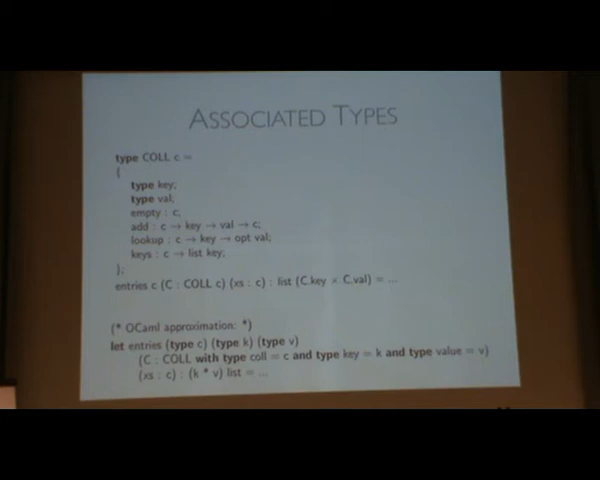 ASSOCIATED TYPES
type COLL c =
{
type key;
type val;
empty : c;
add : c → key → val → c;
lookup : c → key → opt val;
keys : c → list key;
};
entries c (C : COLL c) (xs : c) : list (C.key × C.val) = ...
(* OCaml approximation: *)
let entries (type c) (type k) (type v)
(C : COLL with type coll = c and type key = k and type value = v)
(xs : c) : (k * v) list = ...